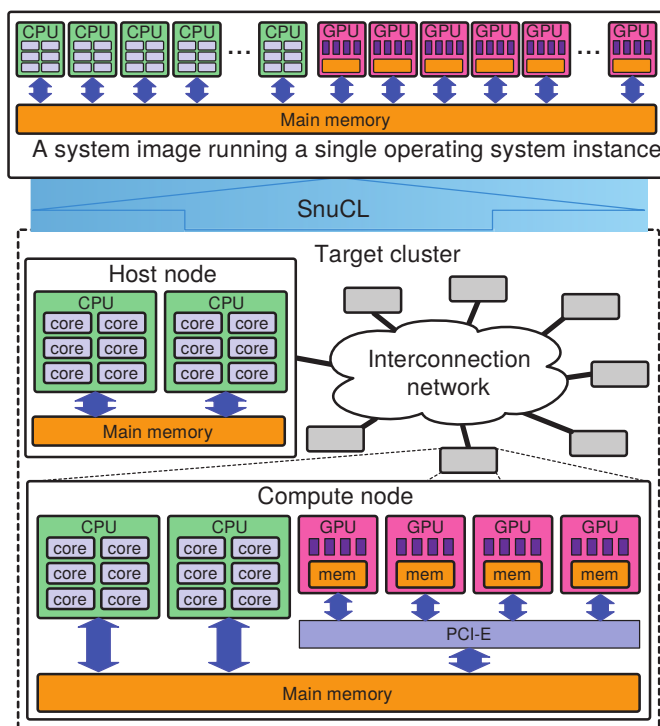 CPU CPU CPU CPU ... CPU GPU GPU GPU GPU GPU ... GPU
Main memory
A system image running a single operating system instance
SnuCL
Target cluster
Host node
CPU CPU
core core core core
core core core core
core core core core
Main memory
Interconnection
network
Compute node
CPU CPU GPU GPU GPU GPU
core core core core
core core core core
core core core core
mem mem mem mem
PCI-E
Main memory